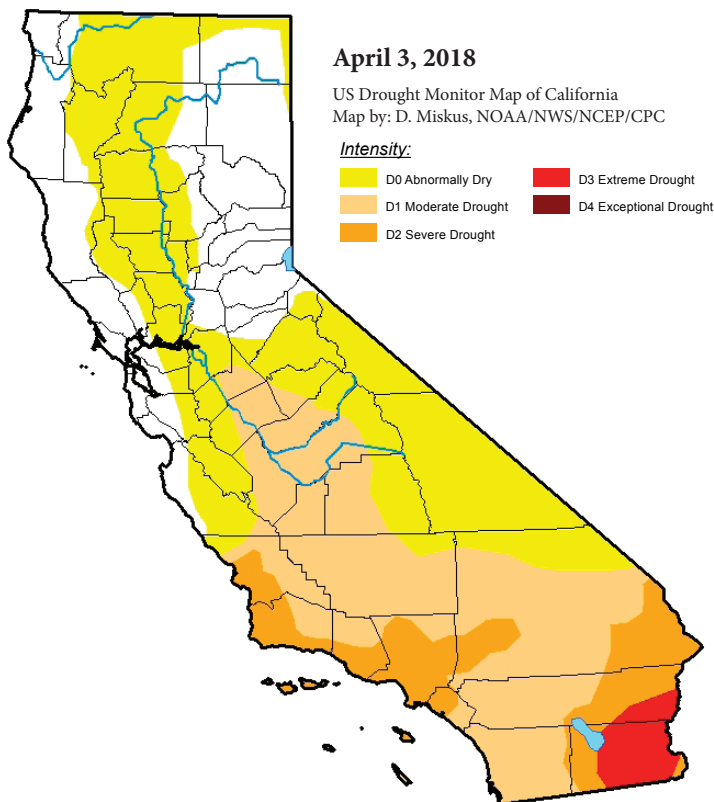 April 3, 2018
US Drought Monitor Map of California
Map by: D. Miskus, NOAA/NWS/NCEP/CPC
Intensity:
D0 Abnormally Dry
D1 Moderate Drought
D2 Severe Drought
D3 Extreme Drought
D4 Exceptional Drought